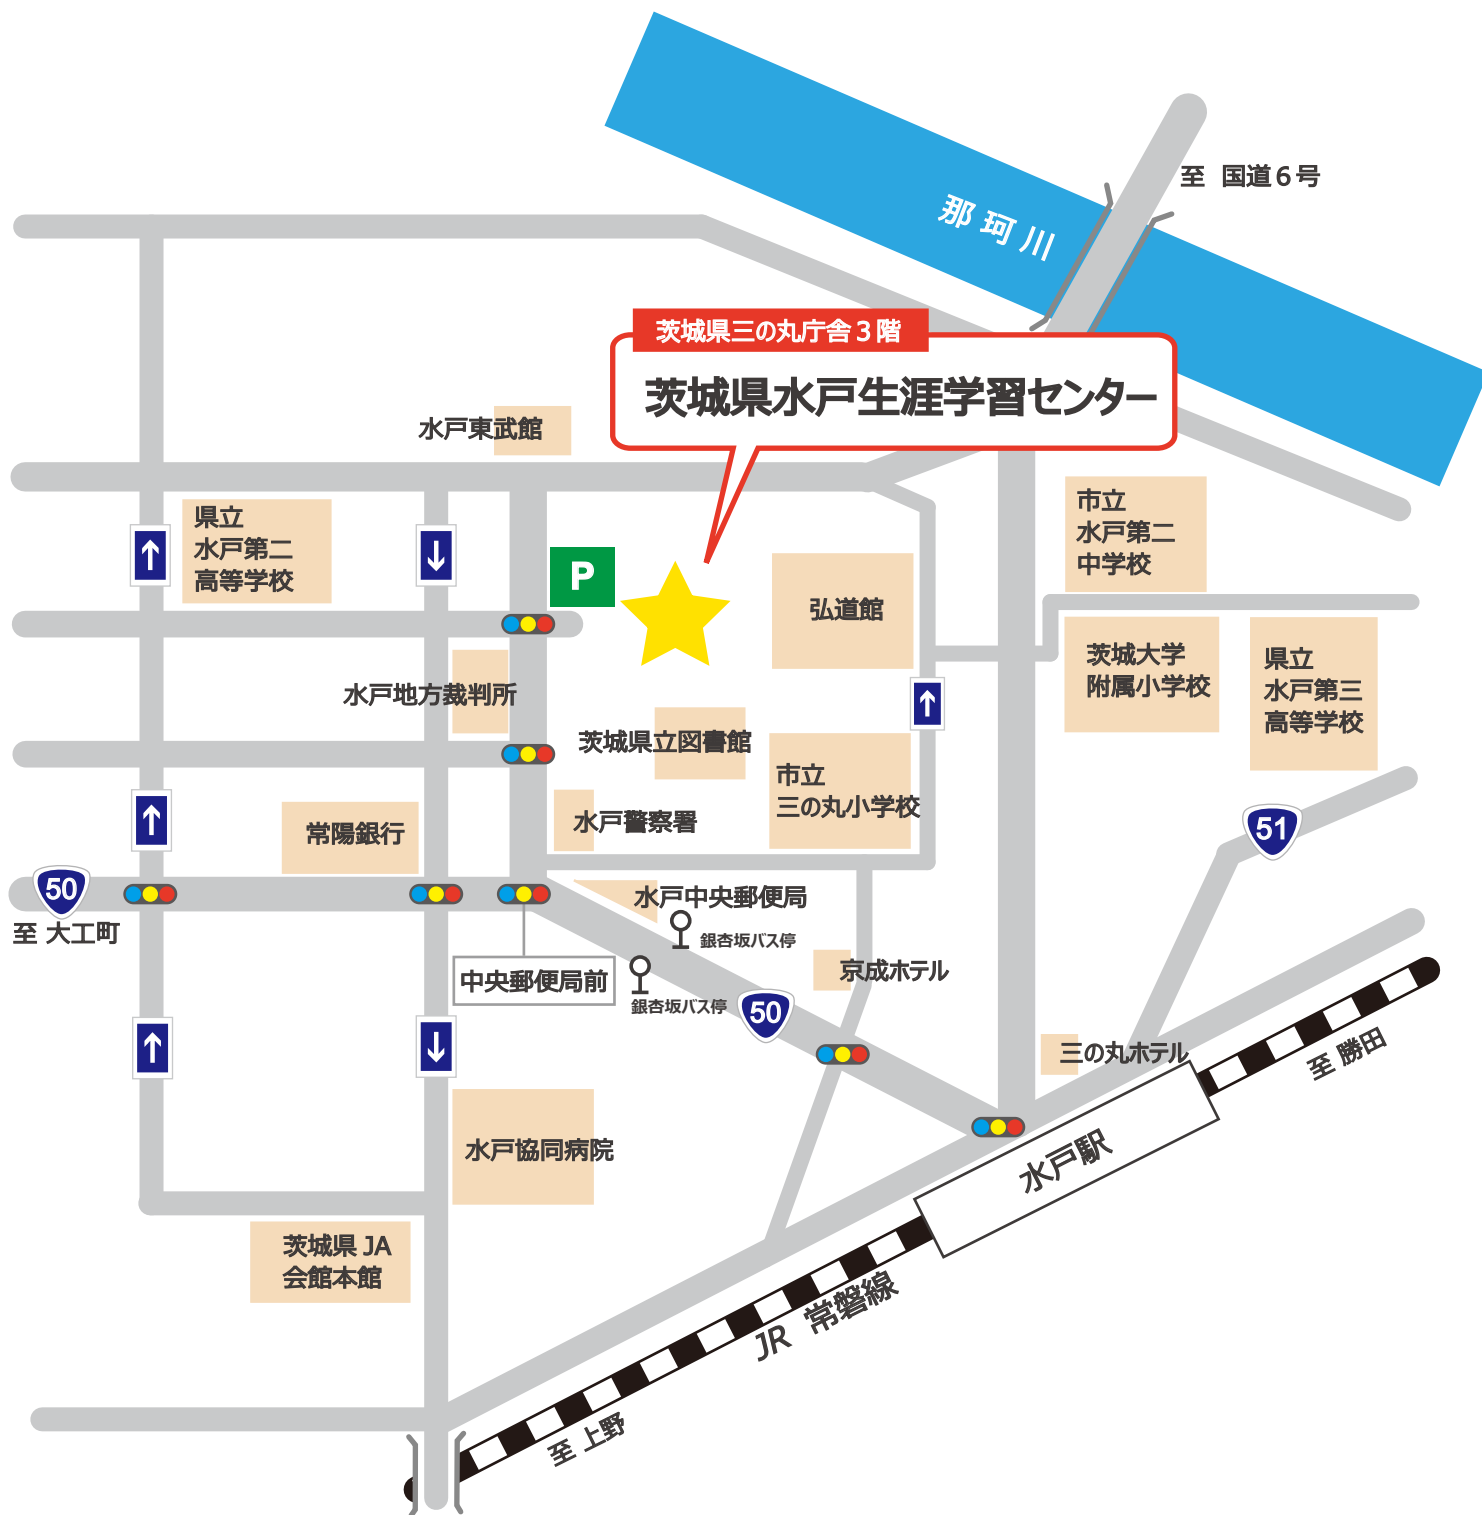 至 国道6号
那珂川
茨城県三の丸庁舎3階
茨城県水戸生涯学習センター
水戸東武館
県立
水戸第二
高等学校
市立
水戸第二
中学校
P
弘道館
茨城大学
附属小学校
県立
水戸第三
高等学校
水戸地方裁判所
茨城県立図書館
市立
三の丸小学校
水戸警察署
常陽銀行
51
50
至 大工町
水戸中央郵便局
銀杏坂バス停
中央郵便局前
銀杏坂バス停
50
京成ホテル
三の丸ホテル
至 勝田
水戸協同病院
水戸駅
茨城県 JA
会館本館
JR 常磐線
至 上野